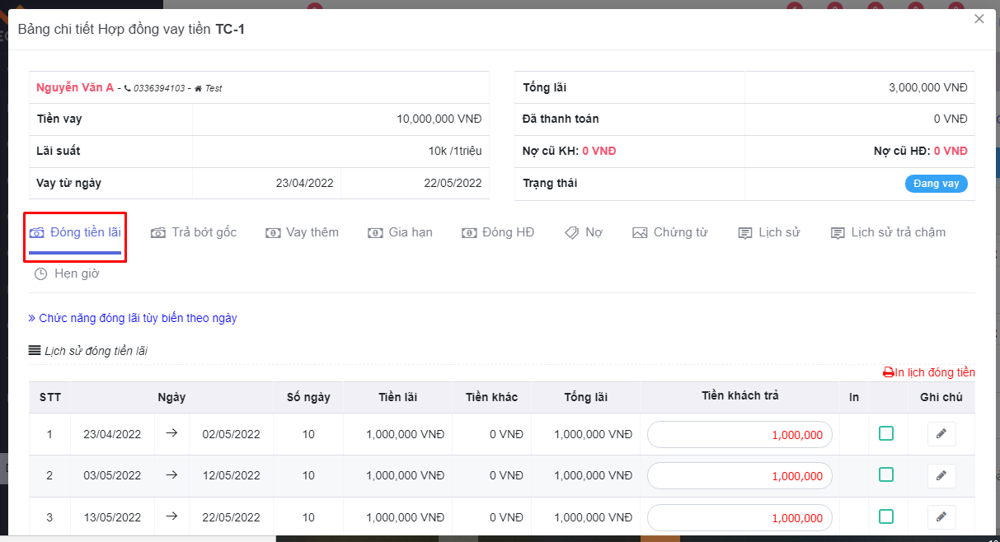 Bảng chi tiết Hợp đồng vay tiền TC-1
Nguyễn Văn A - 0336394103 - Test
Tiền vay 10,000,000 VNĐ
Lãi suất 10k /1triệu
Vay từ ngày 23/04/2022 22/05/2022
Tổng lãi 3,000,000 VNĐ
Đã thanh toán 0 VNĐ
Nợ cũ KH: 0 VNĐ Nợ cũ HĐ: 0 VNĐ
Trạng thái Đang vay
Đóng tiền lãi Trả bớt gốc Vay thêm Gia hạn Đóng HĐ Nợ Chứng từ Lịch sử Lịch sử trả chậm
Hẹn giờ
» Chức năng đóng lãi tùy biến theo ngày
Lịch sử đóng tiền lãi
In lịch đóng tiền
STT Ngày Số ngày Tiền lãi Tiền khác Tổng lãi Tiền khách trả In Ghi chú
1 23/04/2022 → 02/05/2022 10 1,000,000 VNĐ 0 VNĐ 1,000,000 VNĐ 1,000,000
2 03/05/2022 → 12/05/2022 10 1,000,000 VNĐ 0 VNĐ 1,000,000 VNĐ 1,000,000
3 13/05/2022 → 22/05/2022 10 1,000,000 VNĐ 0 VNĐ 1,000,000 VNĐ 1,000,000